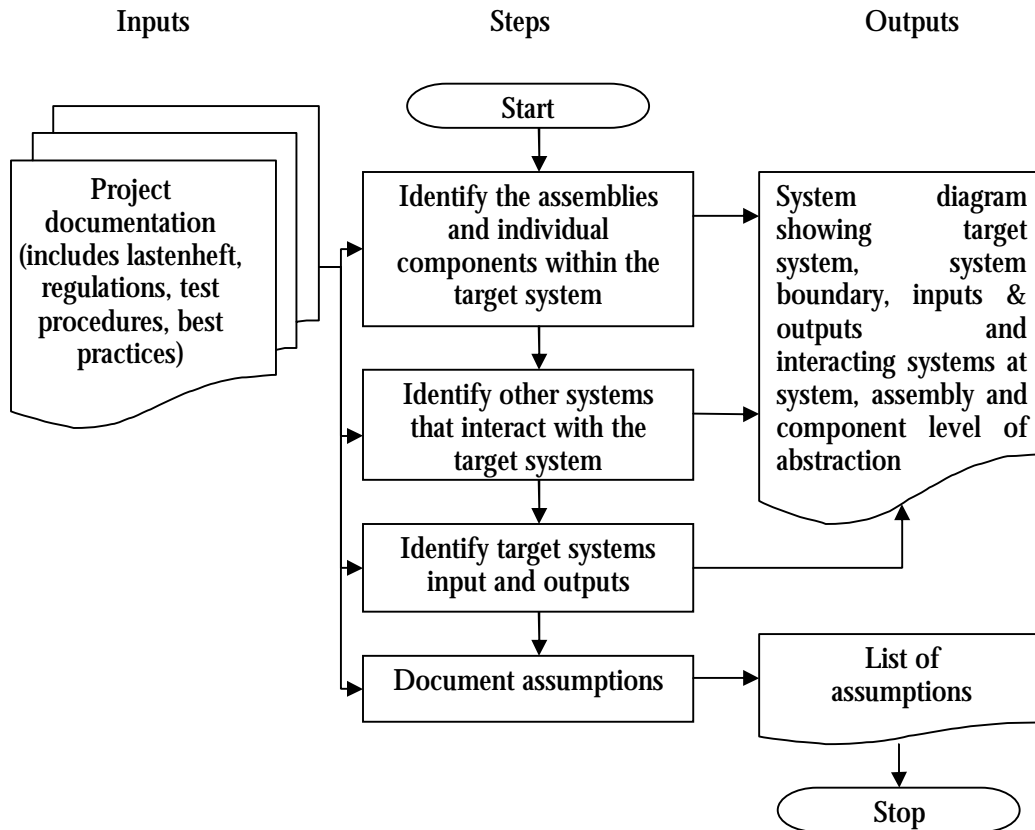 Inputs
Steps
Outputs
Start
Project
documentation
(includes lastenheft,
regulations, test
procedures, best
practices)
Identify the assemblies
and individual
components within the
target system
System diagram
showing target
system, system
boundary, inputs &
outputs and
interacting systems at
system, assembly and
component level of
abstraction
Identify other systems
that interact with the
target system
Identify target systems
input and outputs
Document assumptions
List of
assumptions
Stop